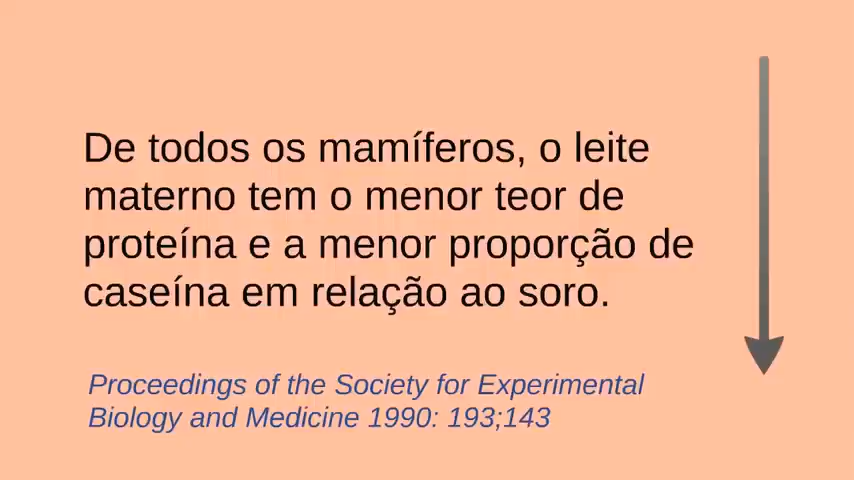 De todos os mamíferos, o leite
materno tem o menor teor de
proteína e a menor proporção de
caseína em relação ao soro.
Proceedings of the Society for Experimental
Biology and Medicine 1990: 193;143